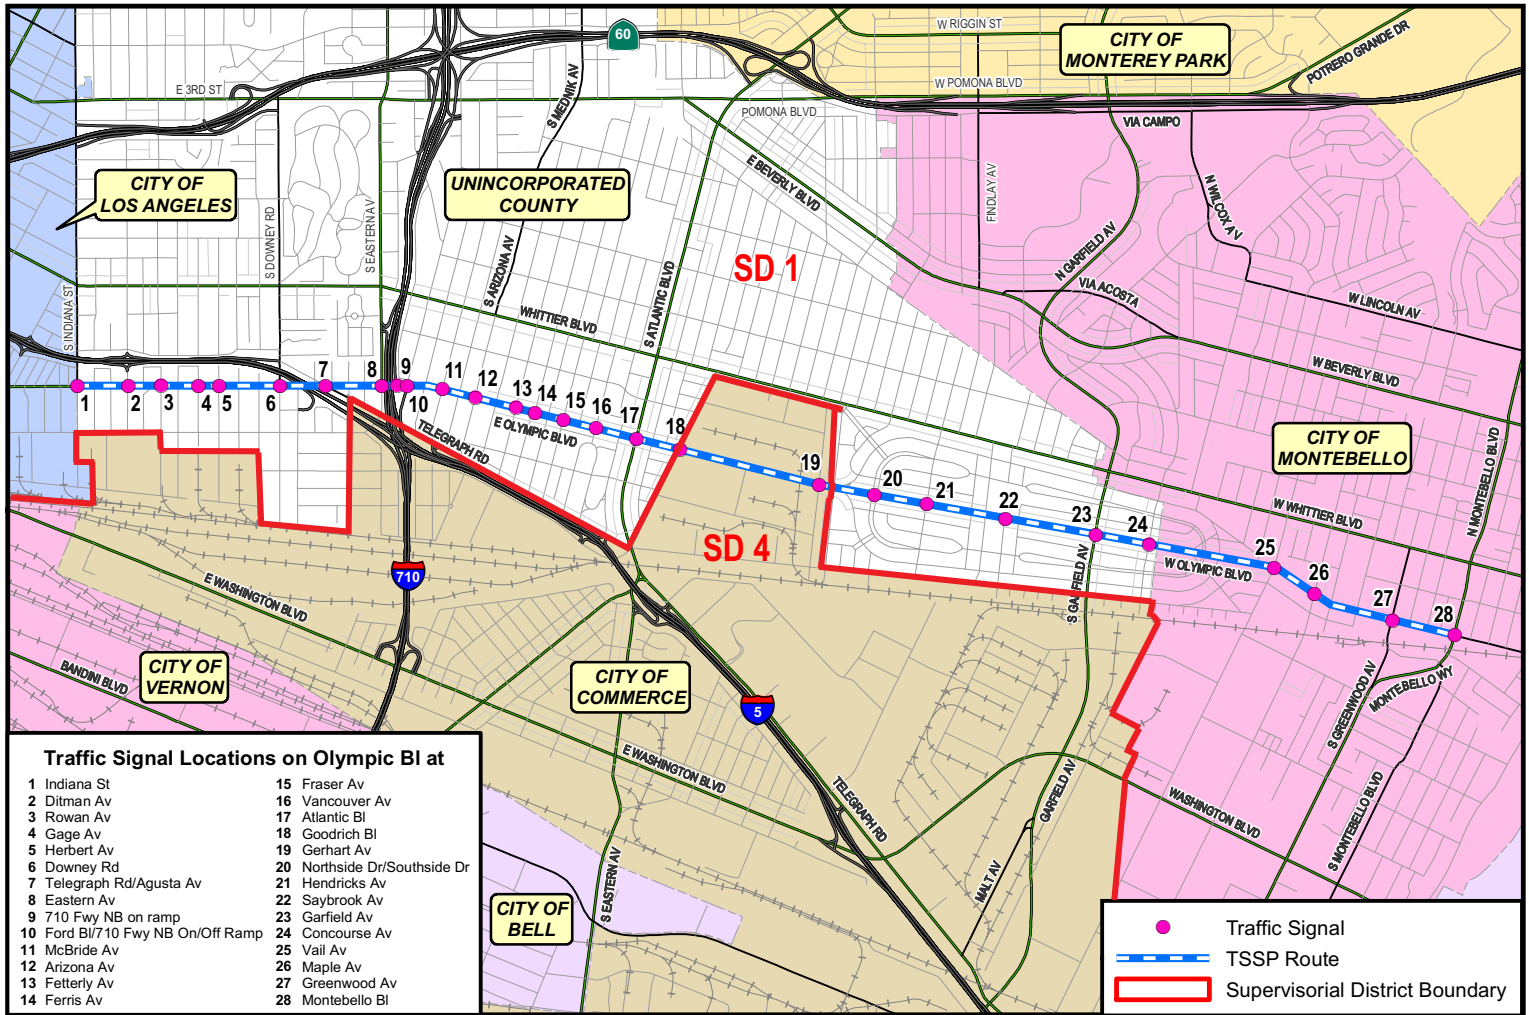 60
W RIGGIN ST
CITY OF
MONTEREY PARK
POTRERO GRANDE DR
E 3RD ST
S MEDNIK AV
W POMONA BLVD
POMONA BLVD
VIA CAMPO
CITY OF
LOS ANGELES
UNINCORPORATED
COUNTY
E BEVERLY BLVD
FINDLAY AV
N WILCOX AV
S DOWNEY RD
S EASTERN AV
S ARIZONA AV
S ATLANTIC BLVD
SD 1
N GARFIELD AV
VIA ACOSTA
W LINCOLN AV
S INDIANA ST
WHITTIER BLVD
W BEVERLY BLVD
1
2
3
4
5
6
7
8
9
10
11
12
13
14
15
16
17
18
19
20
21
22
23
24
25
26
27
28
E OLYMPIC BLVD
TELEGRAPH RD
CITY OF
MONTEBELLO
N MONTEBELLO BLVD
W WHITTIER BLVD
W OLYMPIC BLVD
S GARFIELD AV
SD 4
710
E WASHINGTON BLVD
CITY OF
VERNON
BANDINI BLVD
CITY OF
COMMERCE
5
S GREENWOOD AV
MONTEBELLO WY
E WASHINGTON BLVD
TELEGRAPH RD
GARFIELD AV
WASHINGTON BLVD
S MONTEBELLO BLVD
MALT AV
S EASTERN AV
CITY OF
BELL
Traffic Signal Locations on Olympic Bl at
1 Indiana St
2 Ditman Av
3 Rowan Av
4 Gage Av
5 Herbert Av
6 Downey Rd
7 Telegraph Rd/Agusta Av
8 Eastern Av
9 710 Fwy NB on ramp
10 Ford Bl/710 Fwy NB On/Off Ramp
11 McBride Av
12 Arizona Av
13 Fetterly Av
14 Ferris Av
15 Fraser Av
16 Vancouver Av
17 Atlantic Bl
18 Goodrich Bl
19 Gerhart Av
20 Northside Dr/Southside Dr
21 Hendricks Av
22 Saybrook Av
23 Garfield Av
24 Concourse Av
25 Vail Av
26 Maple Av
27 Greenwood Av
28 Montebello Bl
Traffic Signal
TSSP Route
Supervisorial District Boundary